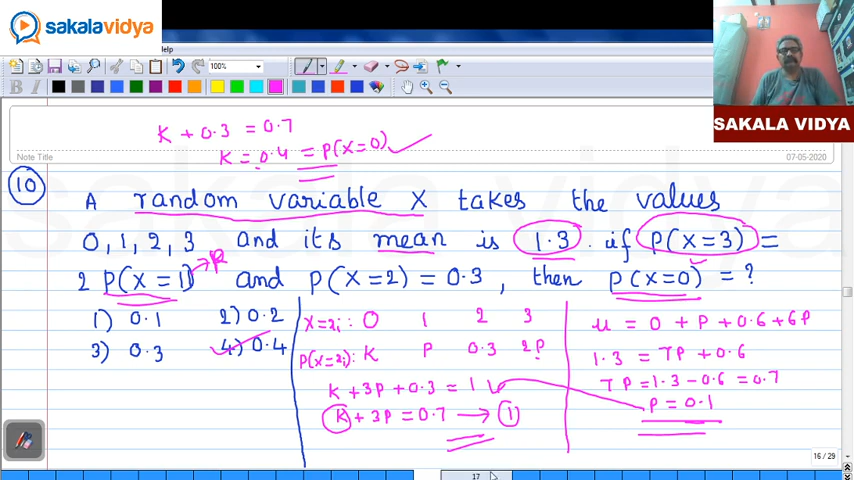 sakalavidya
Help
100%
SAKALA VIDYA
K + 0.3 = 0.7
K = 0.4 = P(X=0)
Note Title
07-05-2020
10
A random variable X takes the values
0, 1, 2, 3 and its mean is 1.3. if P(X=3) =
2 P(X=1) → P and P(X=2) = 0.3, then P(X=0) = ?
1) 0.1 2) 0.2
3) 0.3 4) 0.4
X=xi: 0 1 2 3
P(X=xi): K P 0.3 2P
K + 3P + 0.3 = 1
K + 3P = 0.7 → 1
μ = 0 + P + 0.6 + 6P
1.3 = 7P + 0.6
7P = 1.3 - 0.6 = 0.7
P = 0.1
16 / 29
17